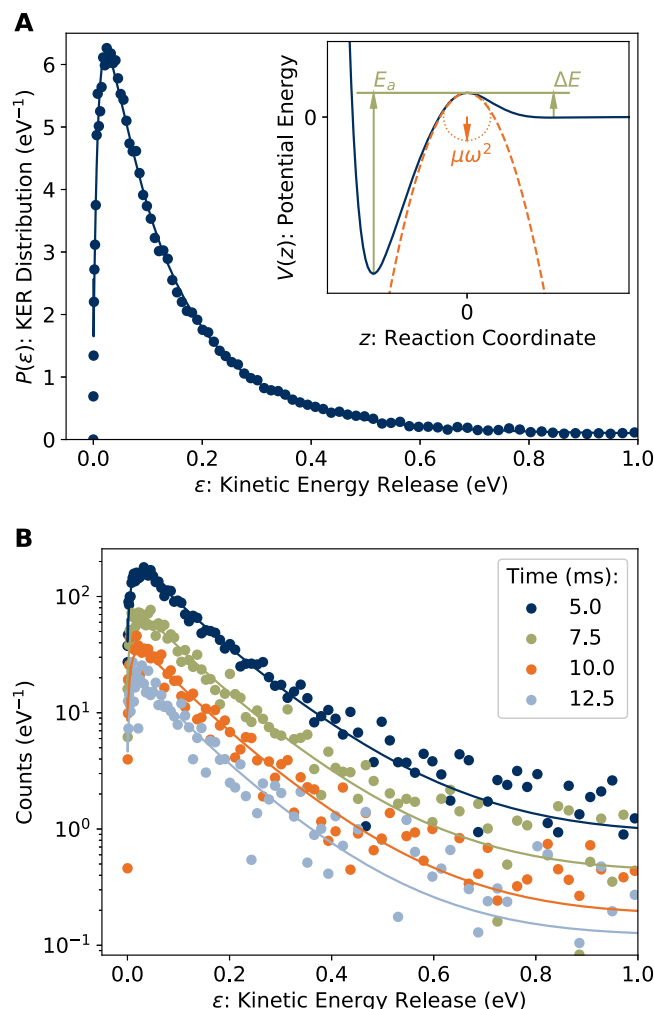 A
P(ε): KER Distribution (eV⁻¹)
6
5
4
3
2
1
0
0.0 0.2 0.4 0.6 0.8 1.0
ε: Kinetic Energy Release (eV)
V(z): Potential Energy
0
Eₐ
ΔE
μω²
0
z: Reaction Coordinate
B
Counts (eV⁻¹)
10²
10¹
10⁰
10⁻¹
0.0 0.2 0.4 0.6 0.8 1.0
ε: Kinetic Energy Release (eV)
Time (ms):
5.0
7.5
10.0
12.5